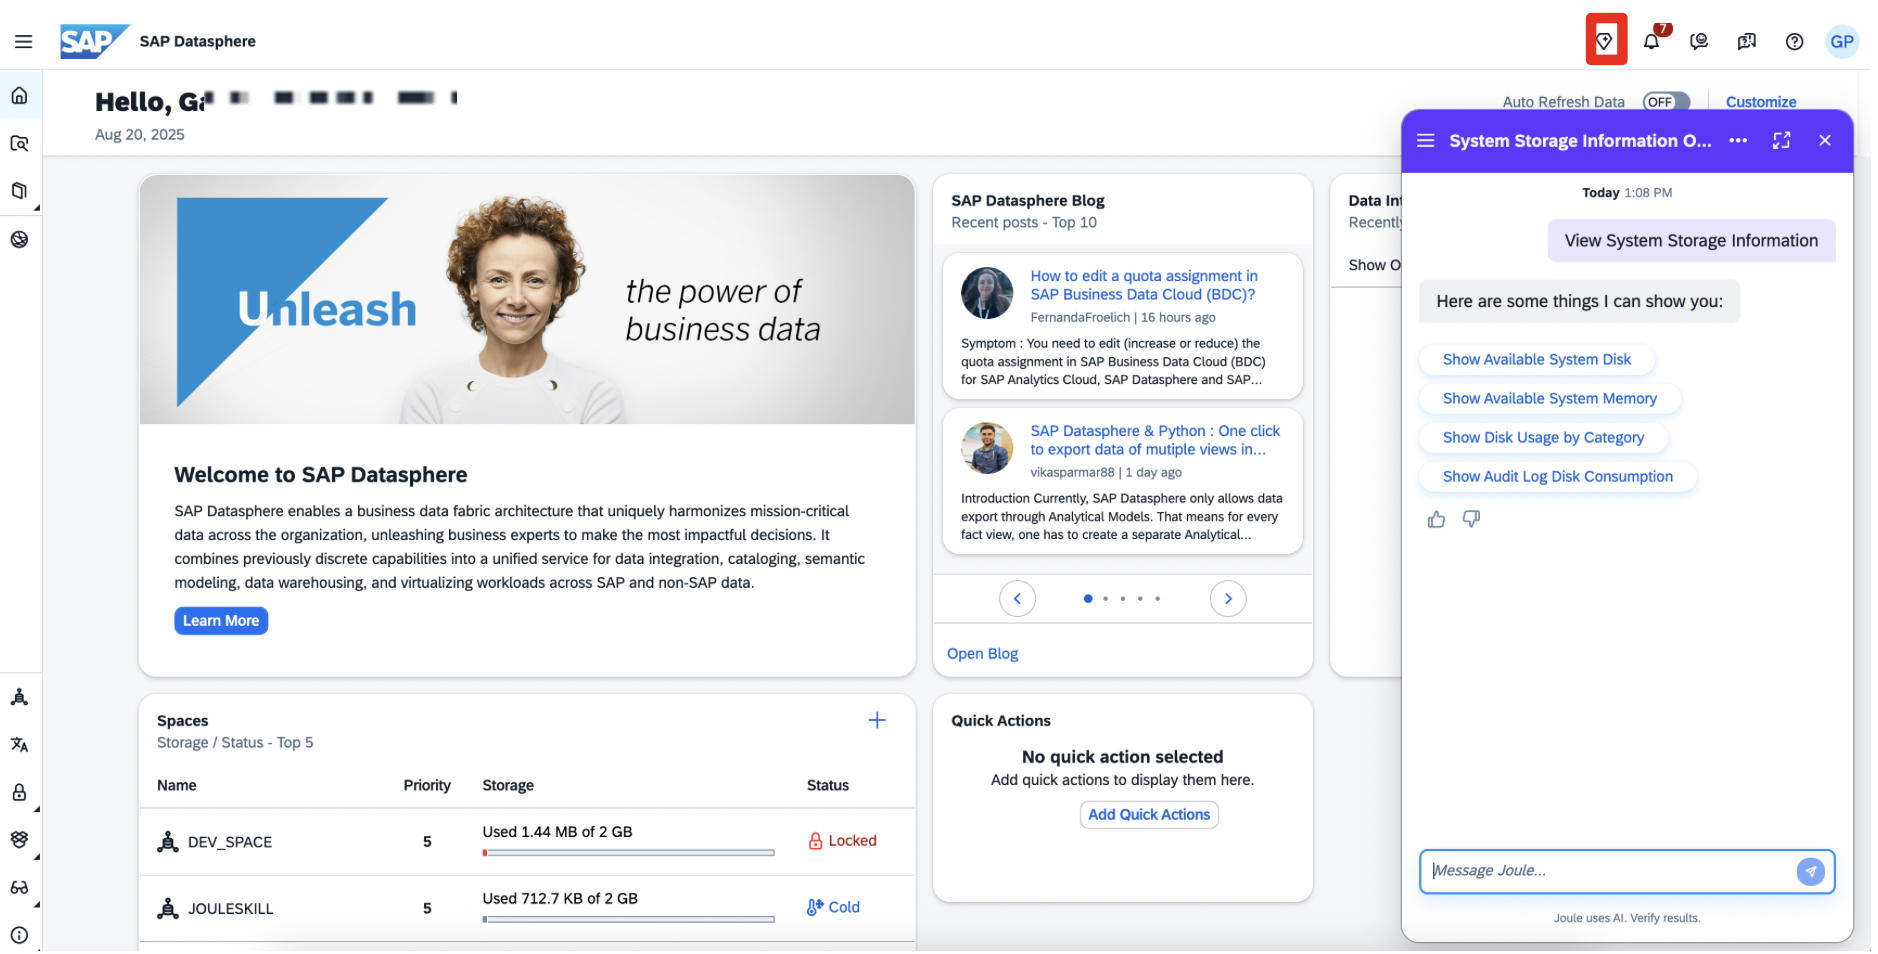 SAP
SAP Datasphere
7
GP
Hello, Ga
Aug 20, 2025
Auto Refresh Data
OFF
Customize
Unleash
the power of
business data
Welcome to SAP Datasphere
SAP Datasphere enables a business data fabric architecture that uniquely harmonizes mission-critical
data across the organization, unleashing business experts to make the most impactful decisions. It
combines previously discrete capabilities into a unified service for data integration, cataloging, semantic
modeling, data warehousing, and virtualizing workloads across SAP and non-SAP data.
Learn More
SAP Datasphere Blog
Recent posts - Top 10
How to edit a quota assignment in
SAP Business Data Cloud (BDC)?
FernandaFroelich | 16 hours ago
Symptom : You need to edit (increase or reduce) the
quota assignment in SAP Business Data Cloud (BDC)
for SAP Analytics Cloud, SAP Datasphere and SAP...
SAP Datasphere & Python : One click
to export data of mutiple views in...
vikasparmar88 | 1 day ago
Introduction Currently, SAP Datasphere only allows data
export through Analytical Models. That means for every
fact view, one has to create a separate Analytical...
Open Blog
Data In
Recently
Show O
Spaces
Storage / Status - Top 5
Name Priority Storage Status
DEV_SPACE 5 Used 1.44 MB of 2 GB Locked
JOULESKILL 5 Used 712.7 KB of 2 GB Cold
Quick Actions
No quick action selected
Add quick actions to display them here.
Add Quick Actions
System Storage Information O...
Today 1:08 PM
View System Storage Information
Here are some things I can show you:
Show Available System Disk
Show Available System Memory
Show Disk Usage by Category
Show Audit Log Disk Consumption
Message Joule...
Joule uses AI. Verify results.